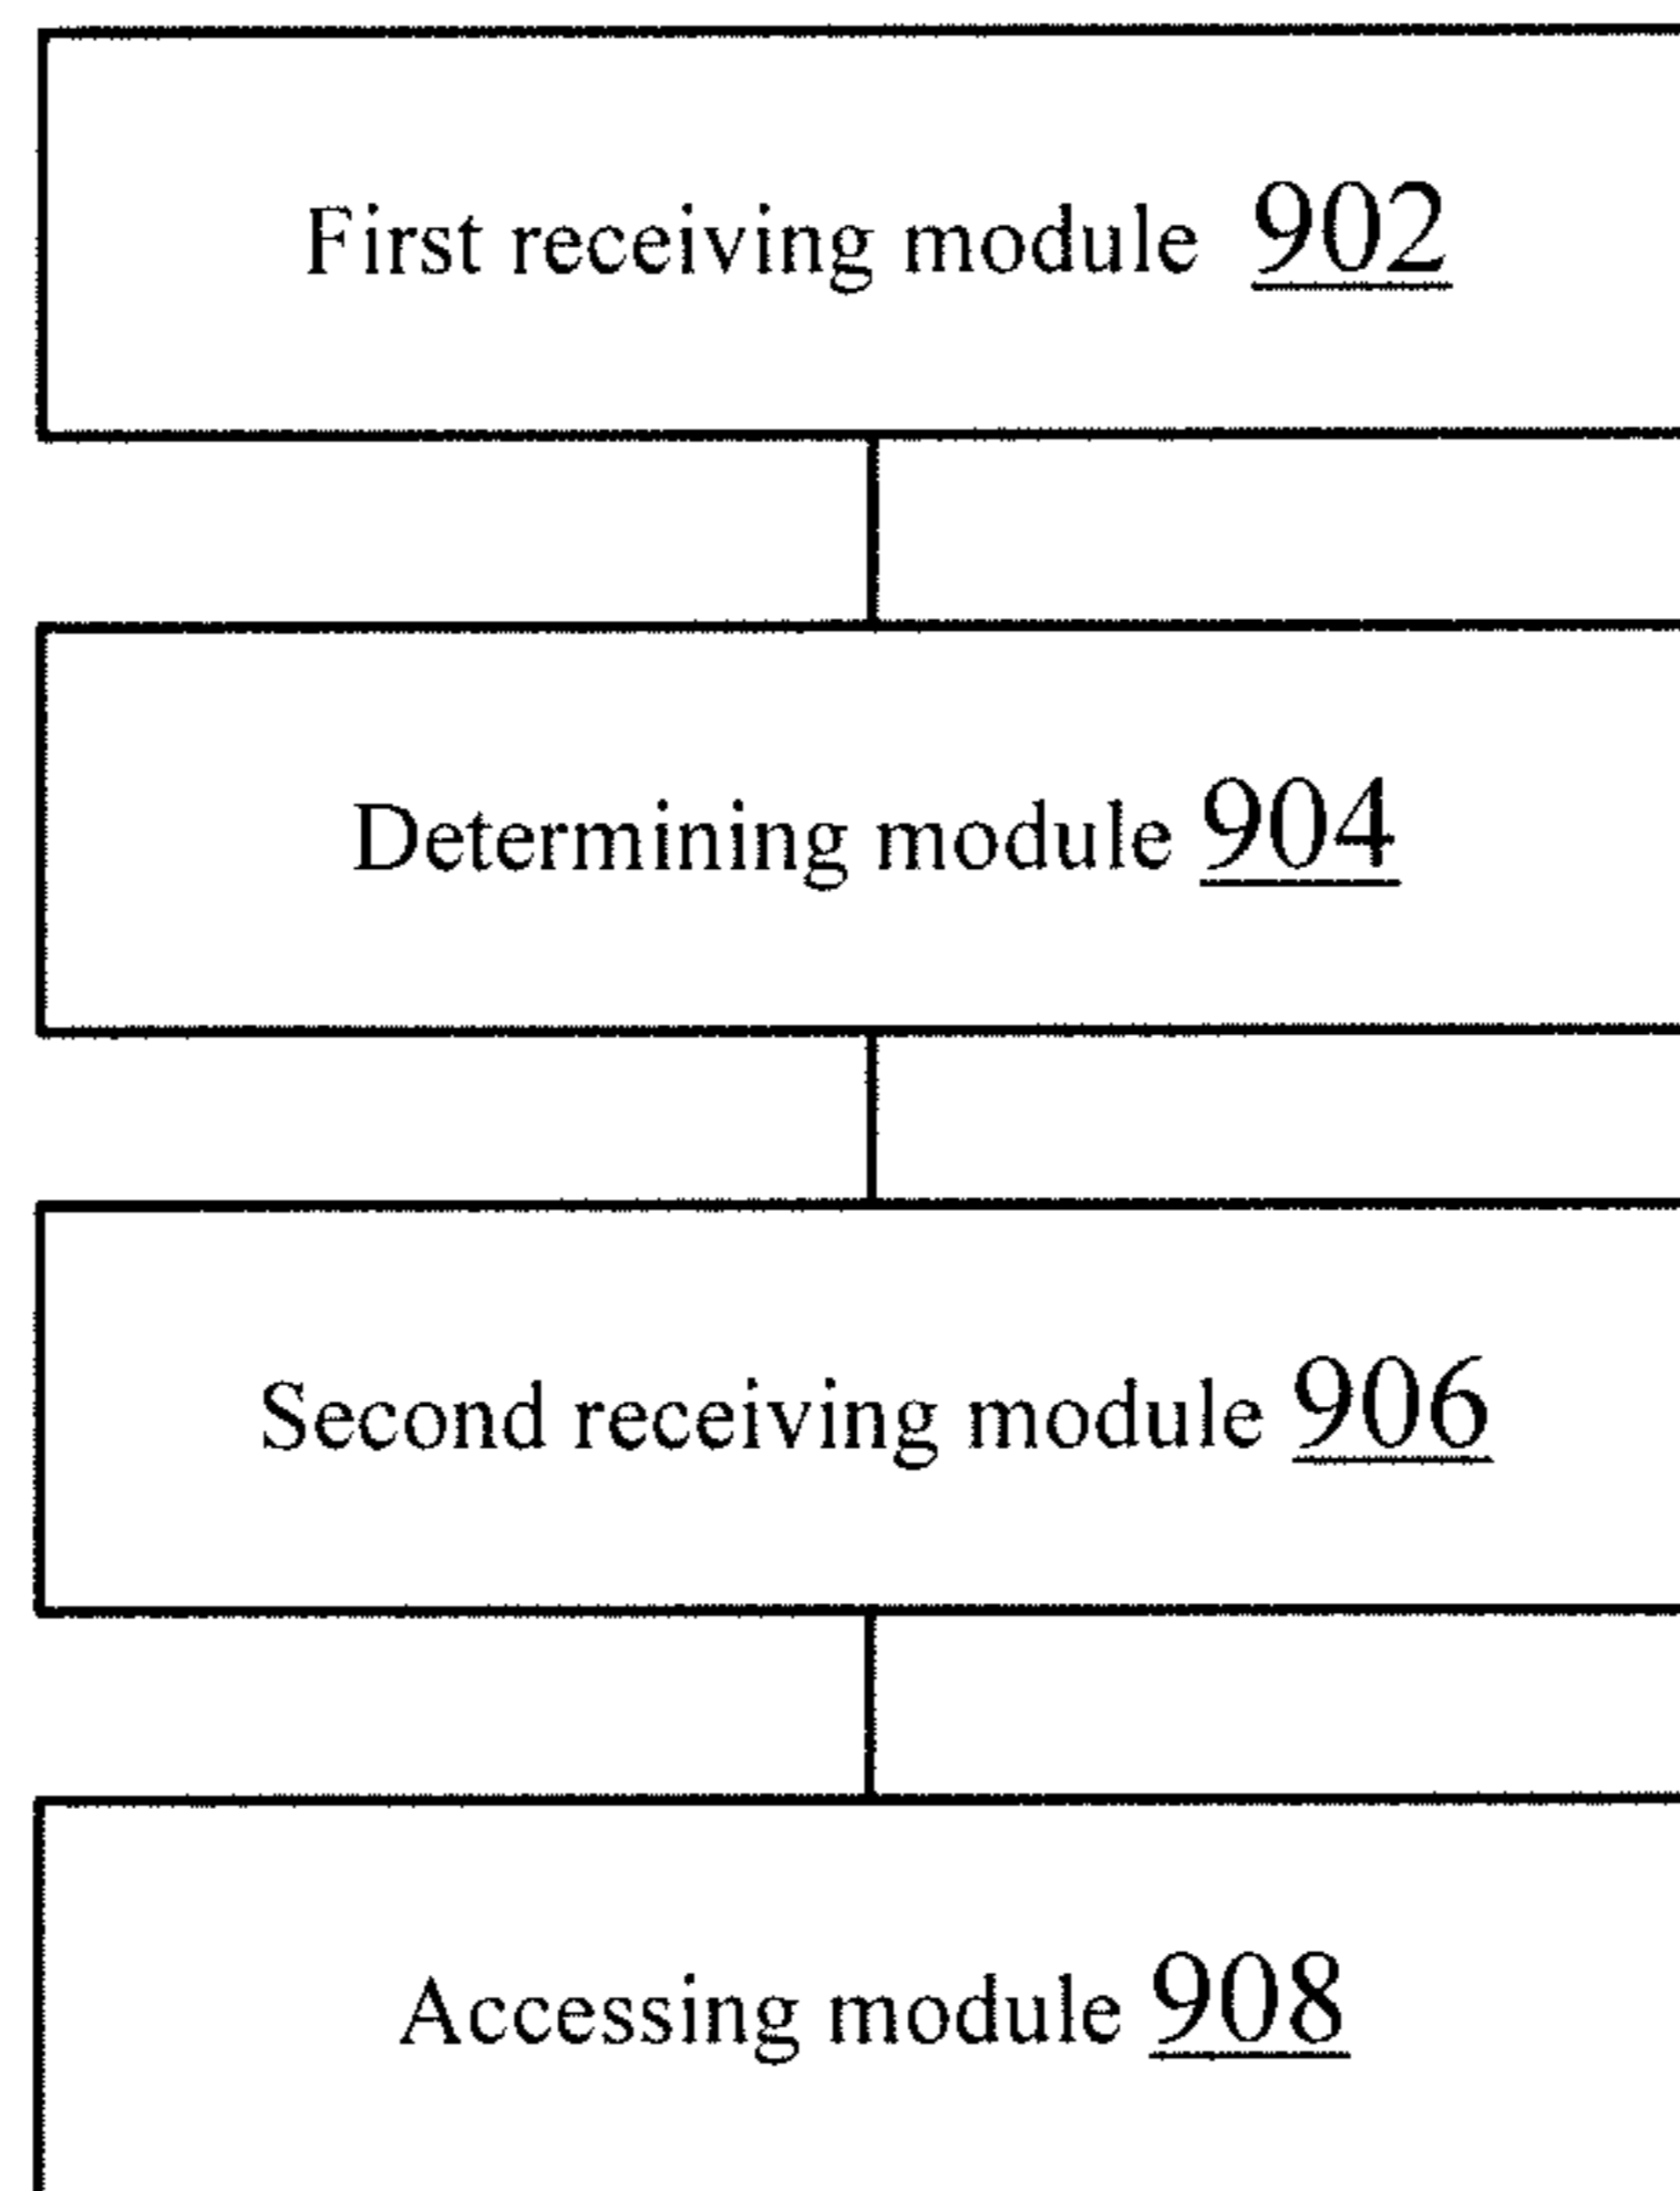 First receiving module 902
Determining module 904
Second receiving module 906
Accessing module 908